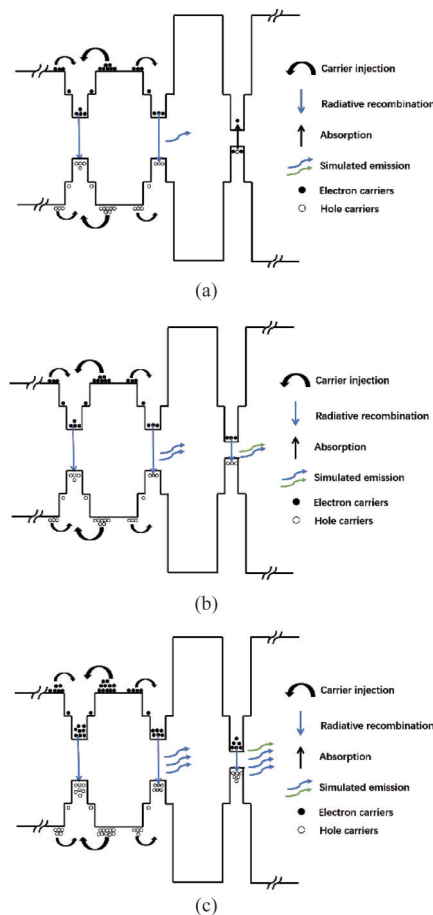 Carrier injection
Radiative recombination
Absorption
Simulated emission
Electron carriers
Hole carriers
(a)
Carrier injection
Radiative recombination
Absorption
Simulated emission
Electron carriers
Hole carriers
(b)
Carrier injection
Radiative recombination
Absorption
Simulated emission
Electron carriers
Hole carriers
(c)